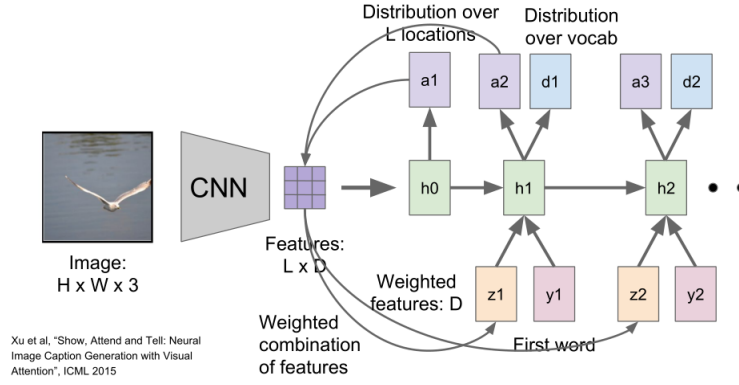 Distribution over
L locations
Distribution
over vocab
a1
a2
d1
a3
d2
CNN
h0
h1
h2
Features:
L x D
Image:
H x W x 3
Weighted
features: D
z1
y1
z2
y2
Weighted
combination
of features
First word
Xu et al, “Show, Attend and Tell: Neural
Image Caption Generation with Visual
Attention”, ICML 2015